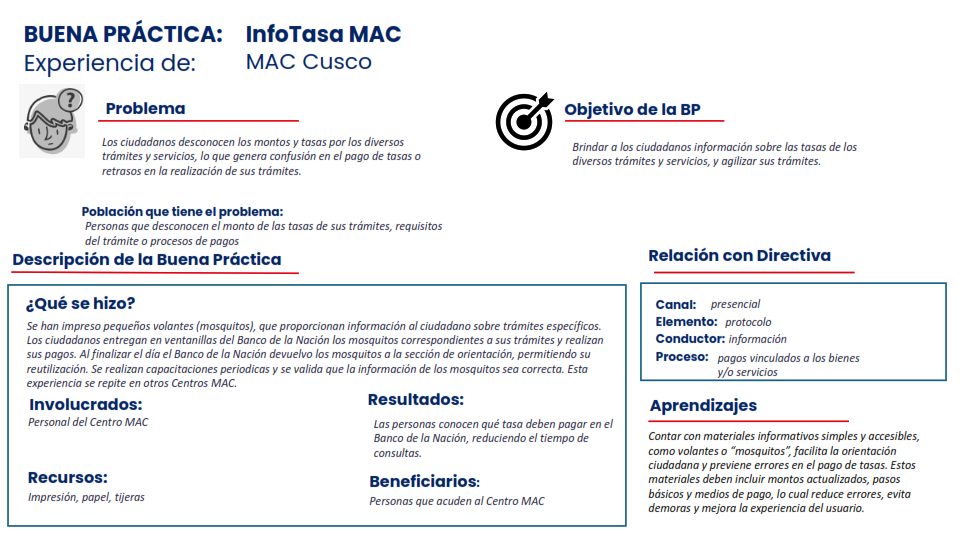 BUENA PRÁCTICA: InfoTasa MAC
Experiencia de: MAC Cusco
?
Problema
Los ciudadanos desconocen los montos y tasas por los diversos
trámites y servicios, lo que genera confusión en el pago de tasas o
retrasos en la realización de sus trámites.
Objetivo de la BP
Brindar a los ciudadanos información sobre las tasas de los
diversos trámites y servicios, y agilizar sus trámites.
Población que tiene el problema:
Personas que desconocen el monto de las tasas de sus trámites, requisitos
del trámite o procesos de pagos
Descripción de la Buena Práctica
¿Qué se hizo?
Se han impreso pequeños volantes (mosquitos), que proporcionan información al ciudadano sobre trámites específicos.
Los ciudadanos entregan en ventanillas del Banco de la Nación los mosquitos correspondientes a sus trámites y realizan
sus pagos. Al finalizar el día el Banco de la Nación devuelvo los mosquitos a la sección de orientación, permitiendo su
reutilización. Se realizan capacitaciones periodicas y se valida que la información de los mosquitos sea correcta. Esta
experiencia se repite en otros Centros MAC.
Involucrados:
Personal del Centro MAC
Resultados:
Las personas conocen qué tasa deben pagar en el
Banco de la Nación, reduciendo el tiempo de
consultas.
Recursos:
Impresión, papel, tijeras
Beneficiarios:
Personas que acuden al Centro MAC
Relación con Directiva
Canal: presencial
Elemento: protocolo
Conductor: información
Proceso: pagos vinculados a los bienes
y/o servicios
Aprendizajes
Contar con materiales informativos simples y accesibles,
como volantes o “mosquitos”, facilita la orientación
ciudadana y previene errores en el pago de tasas. Estos
materiales deben incluir montos actualizados, pasos
básicos y medios de pago, lo cual reduce errores, evita
demoras y mejora la experiencia del usuario.